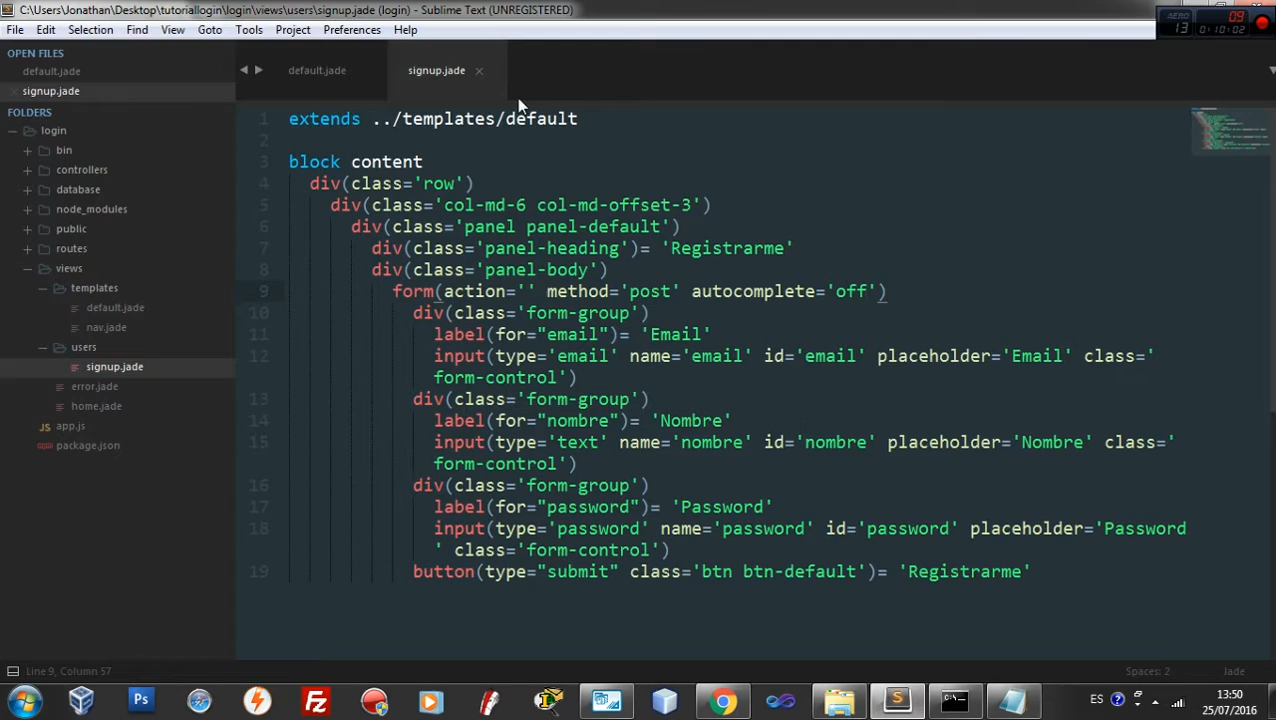 C:\Users\Jonathan\Desktop\tutoriallogin\login\views\users\signup.jade (login) - Sublime Text (UNREGISTERED)
File Edit Selection Find View Goto Tools Project Preferences Help
AERO 13 09 0:10:02
OPEN FILES
default.jade
signup.jade
FOLDERS
login
bin
controllers
database
node_modules
public
routes
views
templates
default.jade
nav.jade
users
signup.jade
error.jade
home.jade
app.js
package.json
default.jade signup.jade
1 extends ../templates/default
2
3 block content
4 div(class='row')
5 div(class='col-md-6 col-md-offset-3')
6 div(class='panel panel-default')
7 div(class='panel-heading')= 'Registrarme'
8 div(class='panel-body')
9 form(action='' method='post' autocomplete='off')
10 div(class='form-group')
11 label(for="email")= 'Email'
12 input(type='email' name='email' id='email' placeholder='Email' class='
form-control')
13 div(class='form-group')
14 label(for="nombre")= 'Nombre'
15 input(type='text' name='nombre' id='nombre' placeholder='Nombre' class='
form-control')
16 div(class='form-group')
17 label(for="password")= 'Password'
18 input(type='password' name='password' id='password' placeholder='Password
' class='form-control')
19 button(type="submit" class='btn btn-default')= 'Registrarme'
Line 9, Column 57 Spaces: 2 Jade
Ps
ES 13:50
25/07/2016